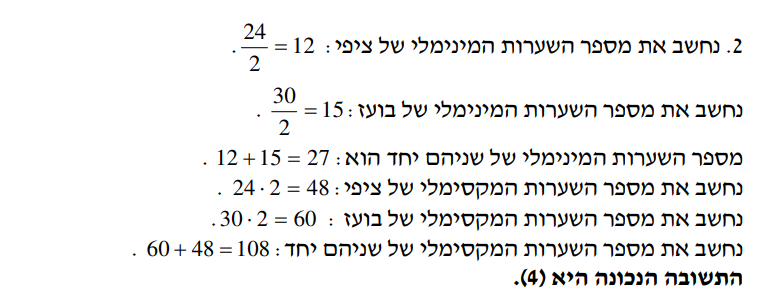 2. נחשב את מספר השערות המינימלי של ציפי : 24/2 = 12 .
נחשב את מספר השערות המינימלי של בועז : 30/2 = 15 .
מספר השערות המינימלי של שניהם יחד הוא : 12 + 15 = 27 .
נחשב את מספר השערות המקסימלי של ציפי : 24 · 2 = 48 .
נחשב את מספר השערות המקסימלי של בועז : 30 · 2 = 60 .
נחשב את מספר השערות המקסימלי של שניהם יחד : 60 + 48 = 108 .
התשובה הנכונה היא (4).